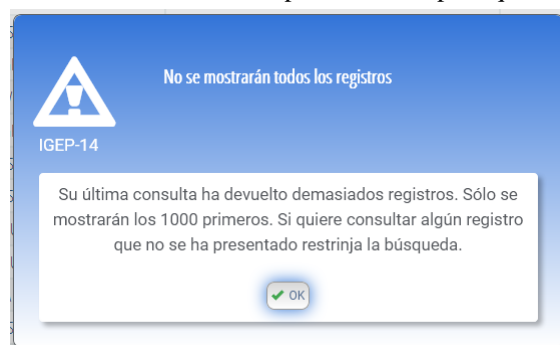 No se mostrarán todos los registros
IGEP-14
Su última consulta ha devuelto demasiados registros. Sólo se
mostrarán los 1000 primeros. Si quiere consultar algún registro
que no se ha presentado restrinja la búsqueda.
OK